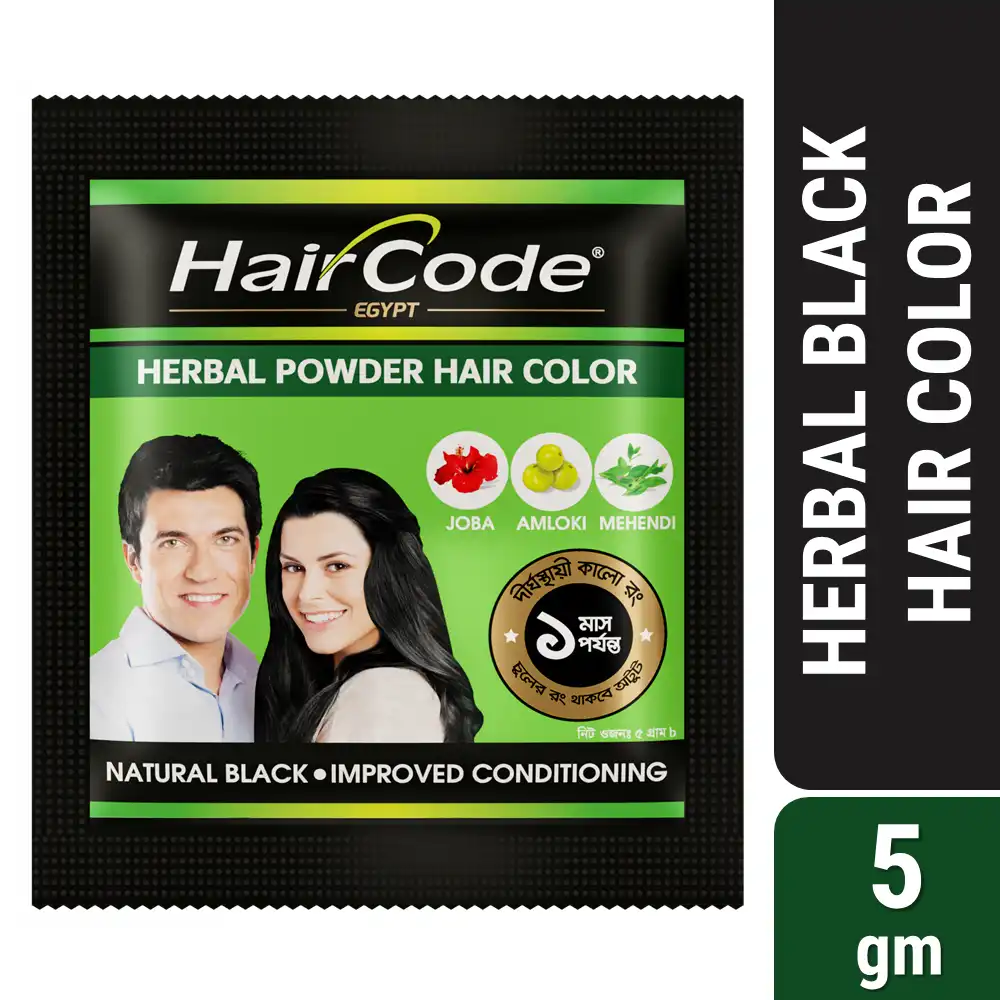 HairCode®
EGYPT
HERBAL POWDER HAIR COLOR
JOBA AMLOKI MEHENDI
দীর্ঘস্থায়ী কালো রং
১ মাস
পর্যন্ত
চুলের রং থাকবে অটুট
নিট ওজনঃ ৫ গ্রাম b
NATURAL BLACK • IMPROVED CONDITIONING
HERBAL BLACK
HAIR COLOR
5
gm